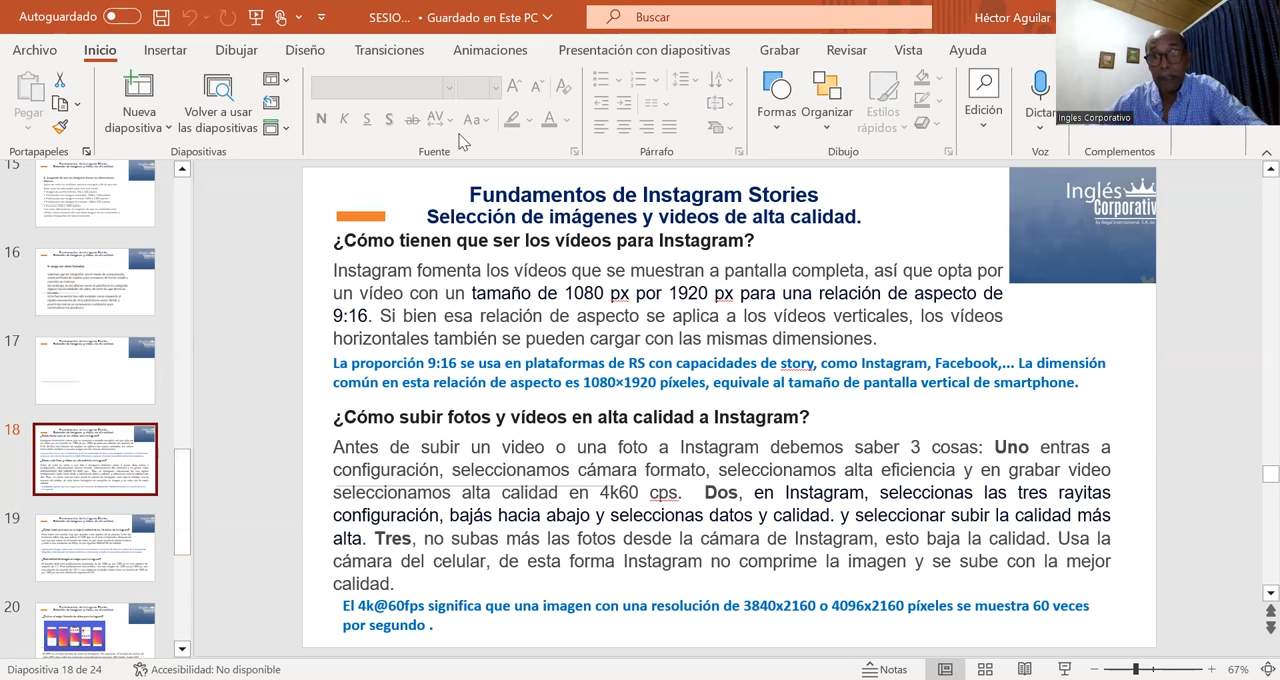 Autoguardado
SESIO... • Guardado en Este PC
Buscar
Héctor Aguilar
Archivo Inicio Insertar Dibujar Diseño Transiciones Animaciones Presentación con diapositivas Grabar Revisar Vista Ayuda
Pegar
Nueva diapositiva
Volver a usar las diapositivas
N K S S ab AV Aa A
Formas
Organizar
Estilos rápidos
Edición
Dictar
Ingles Corporativo
Portapapeles Diapositivas Fuente Párrafo Dibujo Voz Complementos
15
16
17
18
19
20
Fundamentos de Instagram Stories
Selección de imágenes y videos de alta calidad.
Inglés
Corporativ
¿Cómo tienen que ser los vídeos para Instagram?
Instagram fomenta los videos que se muestran a pantalla completa, así que opta por
un vídeo con un tamaño de 1080 px por 1920 px para una relación de aspecto de
9:16. Si bien esa relación de aspecto se aplica a los vídeos verticales, los vídeos
horizontales también se pueden cargar con las mismas dimensiones.
La proporción 9:16 se usa en plataformas de RS con capacidades de story, como Instagram, Facebook,... La dimensión
común en esta relación de aspecto es 1080×1920 píxeles, equivale al tamaño de pantalla vertical de smartphone.
¿Cómo subir fotos y vídeos en alta calidad a Instagram?
Antes de subir un video o una foto a Instagram debemos saber 3 cosas: Uno entras a
configuración, seleccionamos cámara formato, seleccionamos alta eficiencia y en grabar video
seleccionamos alta calidad en 4k60 cps. Dos, en Instagram, seleccionas las tres rayitas
configuración, bajás hacia abajo y seleccionas datos y calidad, y seleccionar subir la calidad más
alta. Tres, no subas más las fotos desde la cámara de Instagram, esto baja la calidad. Usa la
cámara del celular, de esta forma Instagram no comprime la imagen y se sube con la mejor
calidad.
El 4k@60fps significa que una imagen con una resolución de 3840x2160 o 4096x2160 píxeles se muestra 60 veces
por segundo .
Diapositiva 18 de 24
Accesibilidad: No disponible
Notas
67%